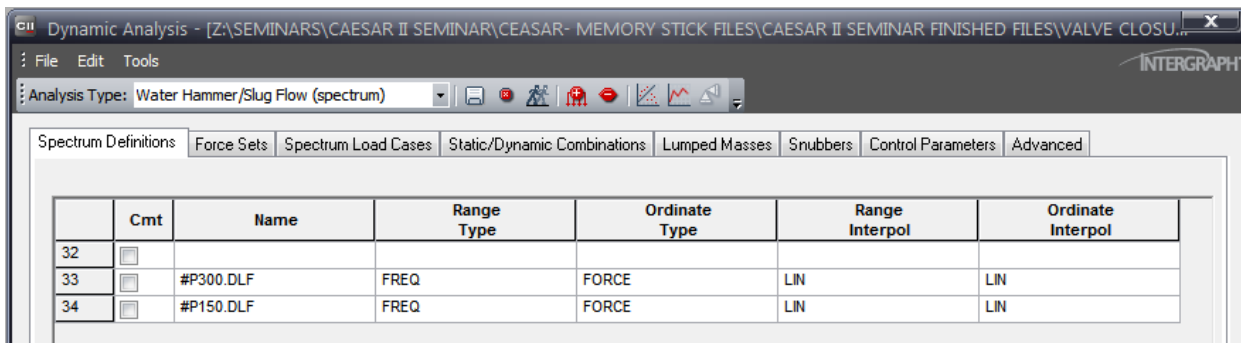 CII Dynamic Analysis - [Z:\SEMINARS\CAESAR II SEMINAR\CEASAR- MEMORY STICK FILES\CAESAR II SEMINAR FINISHED FILES\VALVE CLOSU... X
File Edit Tools INTERGRAPH
Analysis Type: Water Hammer/Slug Flow (spectrum)
Spectrum Definitions Force Sets Spectrum Load Cases Static/Dynamic Combinations Lumped Masses Snubbers Control Parameters Advanced
Cmt Name Range Type Ordinate Type Range Interpol Ordinate Interpol
32
33 #P300.DLF FREQ FORCE LIN LIN
34 #P150.DLF FREQ FORCE LIN LIN